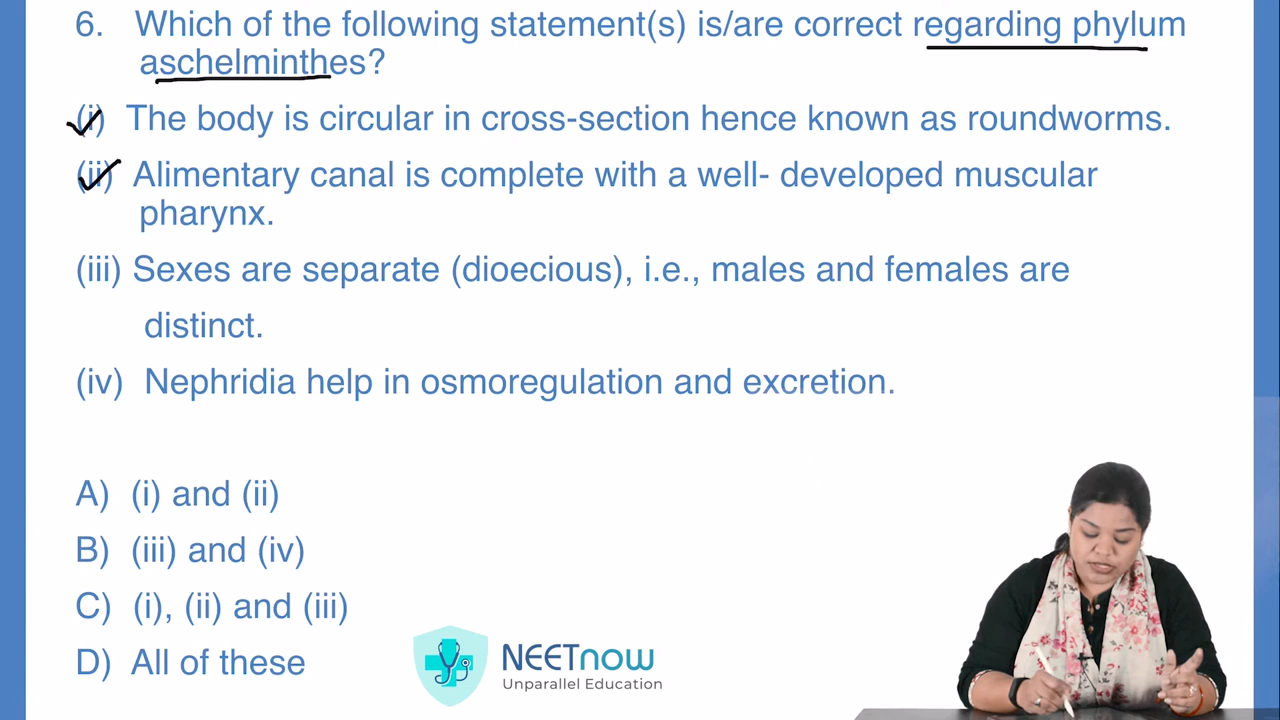 6. Which of the following statement(s) is/are correct regarding phylum
aschelminthes?
(i) The body is circular in cross-section hence known as roundworms.
(ii) Alimentary canal is complete with a well- developed muscular
pharynx.
(iii) Sexes are separate (dioecious), i.e., males and females are
distinct.
(iv) Nephridia help in osmoregulation and excretion.
A) (i) and (ii)
B) (iii) and (iv)
C) (i), (ii) and (iii)
D) All of these
NEETnow
Unparallel Education